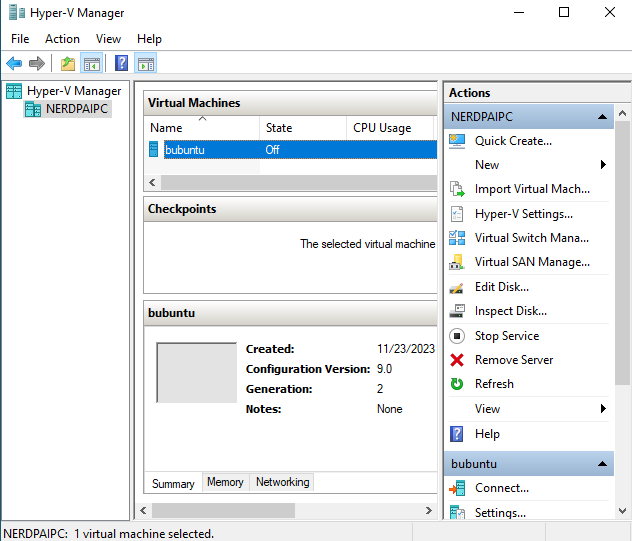 Hyper-V Manager
File Action View Help
Hyper-V Manager
NERDPAIPC
Virtual Machines
Name State CPU Usage
bubuntu Off
Checkpoints
The selected virtual machine
bubuntu
Created: 11/23/2023
Configuration Version: 9.0
Generation: 2
Notes: None
Summary Memory Networking
Actions
NERDPAIPC
Quick Create...
New
Import Virtual Mach...
Hyper-V Settings...
Virtual Switch Mana...
Virtual SAN Manage...
Edit Disk...
Inspect Disk...
Stop Service
Remove Server
Refresh
View
Help
bubuntu
Connect...
Settings...
NERDPAIPC: 1 virtual machine selected.